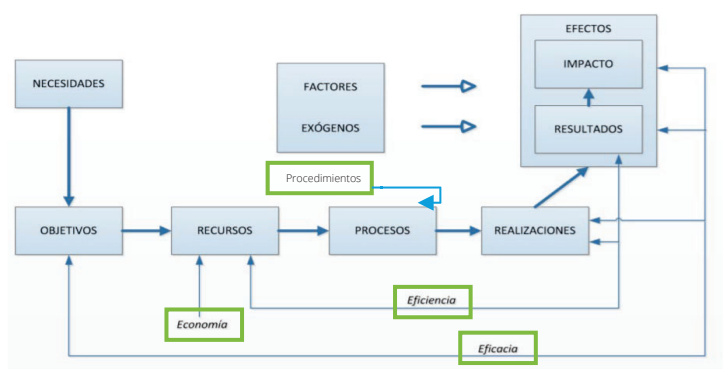 EFECTOS
IMPACTO
NECESIDADES
FACTORES
EXÓGENOS
RESULTADOS
Procedimientos
OBJETIVOS
RECURSOS
PROCESOS
REALIZACIONES
Eficiencia
Economía
Eficacia